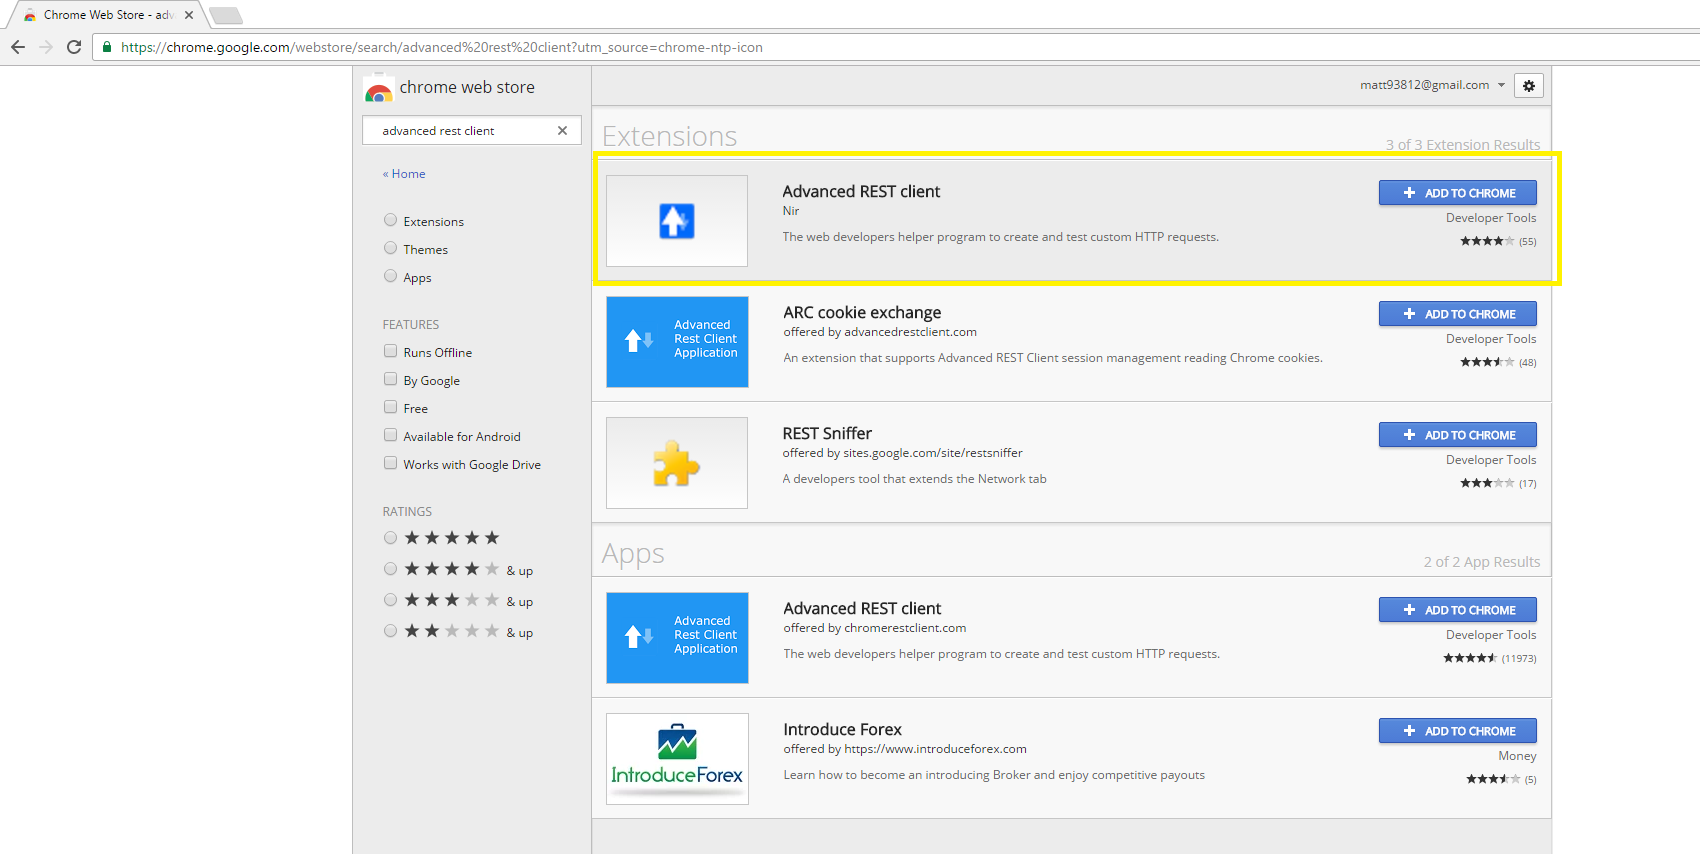 Chrome Web Store - adv
https://chrome.google.com/webstore/search/advanced%20rest%20client?utm_source=chrome-ntp-icon
chrome web store
matt93812@gmail.com
advanced rest client
« Home
Extensions
Themes
Apps
FEATURES
Runs Offline
By Google
Free
Available for Android
Works with Google Drive
RATINGS
& up
& up
& up
Extensions
3 of 3 Extension Results
Advanced REST client
Nir
The web developers helper program to create and test custom HTTP requests.
ADD TO CHROME
Developer Tools
(55)
Advanced
Rest Client
Application
ARC cookie exchange
offered by advancedrestclient.com
An extension that supports Advanced REST Client session management reading Chrome cookies.
ADD TO CHROME
Developer Tools
(48)
REST Sniffer
offered by sites.google.com/site/restsniffer
A developers tool that extends the Network tab
ADD TO CHROME
Developer Tools
(17)
Apps
2 of 2 App Results
Advanced
Rest Client
Application
Advanced REST client
offered by chromerestclient.com
The web developers helper program to create and test custom HTTP requests.
ADD TO CHROME
Developer Tools
(11973)
IntroduceForex
Introduce Forex
offered by https://www.introduceforex.com
Learn how to become an introducing Broker and enjoy competitive payouts
ADD TO CHROME
Money
(5)